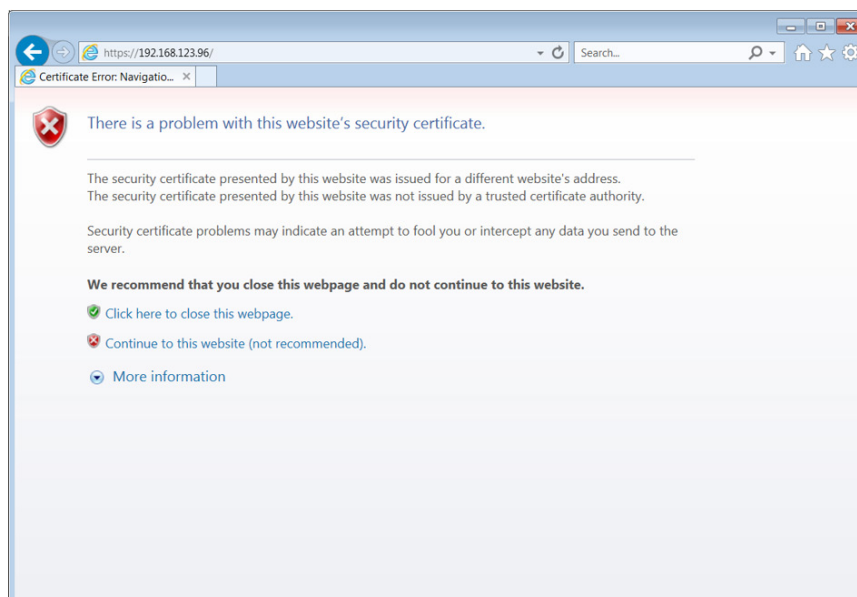 https://192.168.123.96/
Search...
Certificate Error: Navigatio...
There is a problem with this website's security certificate.
The security certificate presented by this website was issued for a different website's address.
The security certificate presented by this website was not issued by a trusted certificate authority.
Security certificate problems may indicate an attempt to fool you or intercept any data you send to the
server.
We recommend that you close this webpage and do not continue to this website.
Click here to close this webpage.
Continue to this website (not recommended).
More information